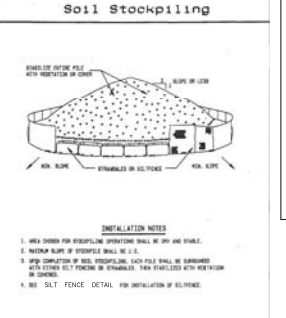 Soil Stockpiling
STABILIZE ENTIRE PILE
WITH VEGETATION OR COVER
2
SLOPE OR LESS
1
MIN. SLOPE
STRAWBALES OR SILTFENCE
MIN. SLOPE
INSTALLATION NOTES
1. AREA CHOSEN FOR STOCKPILING OPERATIONS SHALL BE DRY AND STABLE.
2. MAXIMUM SLOPE OF STOCKPILE SHALL BE 1:2.
3. UPON COMPLETION OF SOIL STOCKPILING, EACH PILE SHALL BE SURROUNDED
WITH EITHER SILT FENCING OR STRAWBALES, THEN STABILIZED WITH VEGETATION
OR COVERED.
4. SEE SILT FENCE DETAIL FOR INSTALLATION OF SILTFENCE.